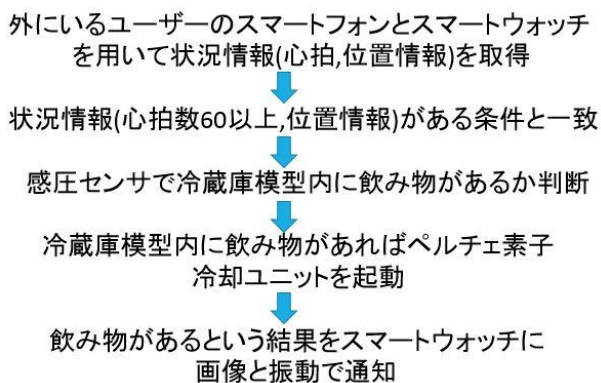 外にいるユーザーのスマートフォンとスマートウォッチ
を用いて状況情報(心拍,位置情報)を取得
状況情報(心拍数60以上,位置情報)がある条件と一致
感圧センサで冷蔵庫模型内に飲み物があるか判断
冷蔵庫模型内に飲み物があればペルチェ素子
冷却ユニットを起動
飲み物があるという結果をスマートウォッチに
画像と振動で通知